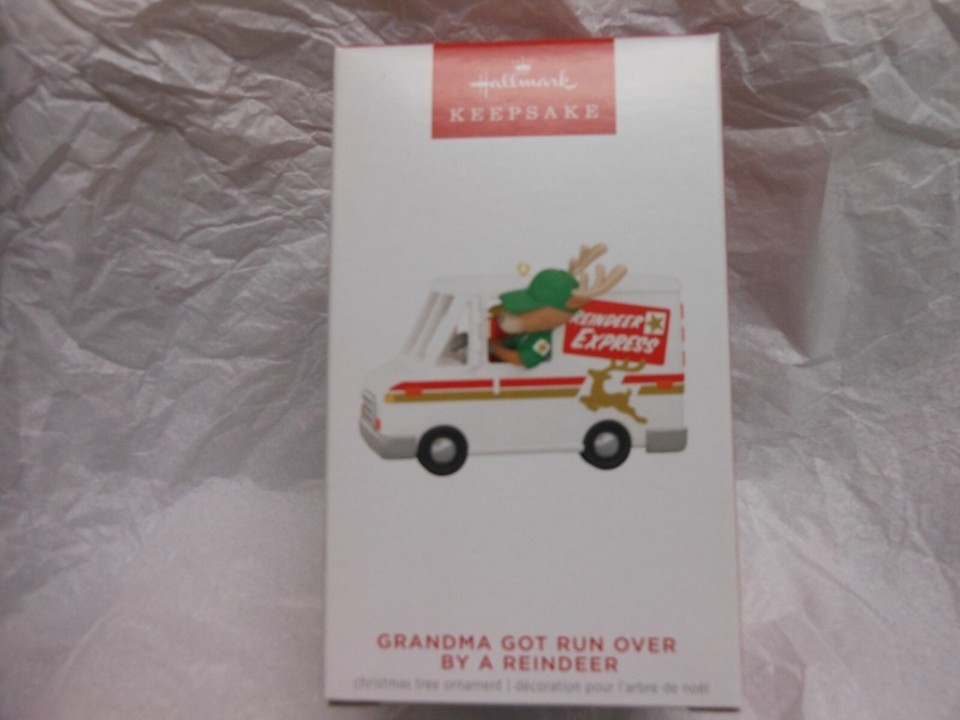 Hallmark
KEEPSAKE
REINDEER
EXPRESS
GRANDMA GOT RUN OVER
BY A REINDEER
christmas tree ornament | décoration pour l'arbre de noël